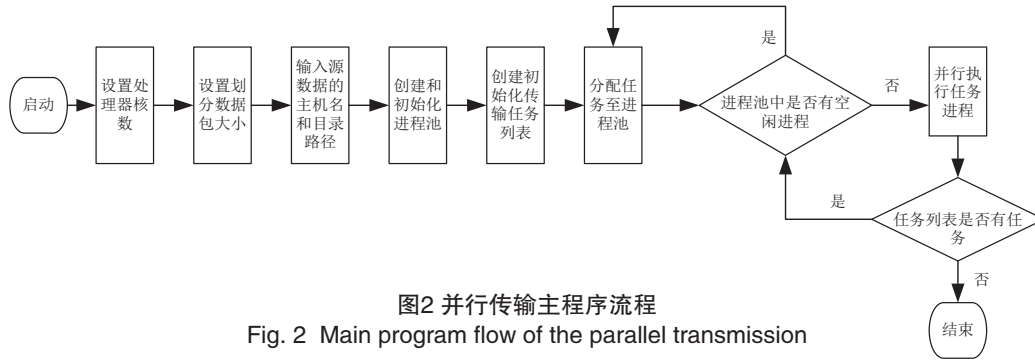 启动
设置处
理器核
数
设置划
分数据
包大小
输入源
数据的
主机名
和目录
路径
创建和
初始化
进程池
创建初
始化传
输任务
列表
分配任
务至进
程池
是
进程池中是否有空
闲进程
否
并行执
行任务
进程
是
任务列表是否有任
务
否
结束
图2 并行传输主程序流程
Fig. 2 Main program flow of the parallel transmission